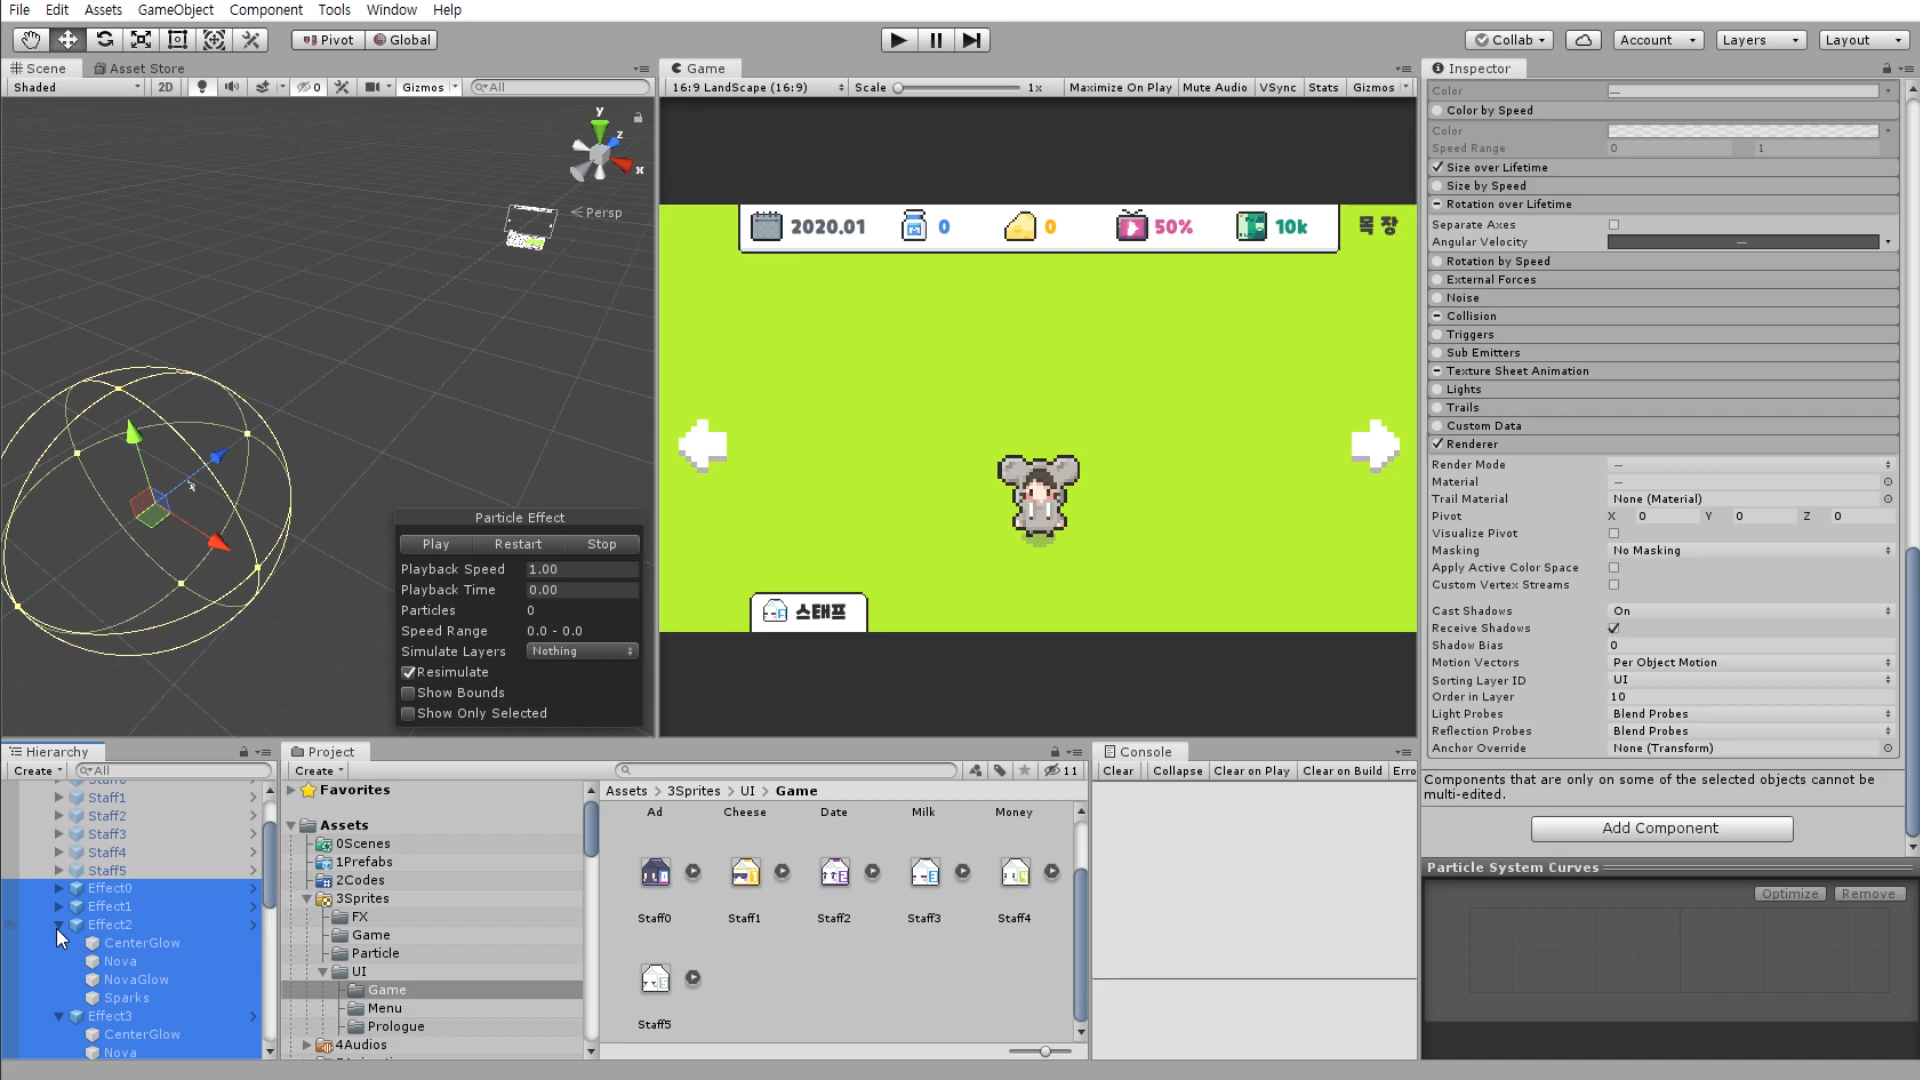 File Edit Assets GameObject Component Tools Window Help
Pivot Global Collab Account Layers Layout
Scene Asset Store
Shaded 2D 0 Gizmos All
y
z
x
Persp
Particle Effect
Play Restart Stop
Playback Speed 1.00
Playback Time 0.00
Particles 0
Speed Range 0.0 - 0.0
Simulate Layers Nothing
Resimulate
Show Bounds
Show Only Selected
Game
16:9 LandScape (16:9) Scale 1x Maximize On Play Mute Audio VSync Stats Gizmos
2020.01 0 0 50% 10k 목장
스태프
Inspector
Color
Color by Speed
Color
Speed Range 0 1
Size over Lifetime
Size by Speed
Rotation over Lifetime
Separate Axes
Angular Velocity
Rotation by Speed
External Forces
Noise
Collision
Triggers
Sub Emitters
Texture Sheet Animation
Lights
Trails
Custom Data
Renderer
Render Mode
Material
Trail Material None (Material)
Pivot X 0 Y 0 Z 0
Visualize Pivot
Masking No Masking
Apply Active Color Space
Custom Vertex Streams
Cast Shadows On
Receive Shadows
Shadow Bias 0
Motion Vectors Per Object Motion
Sorting Layer ID UI
Order in Layer 10
Light Probes Blend Probes
Reflection Probes Blend Probes
Anchor Override None (Transform)
Components that are only on some of the selected objects cannot be
multi-edited.
Add Component
Particle System Curves
Optimize Remove
Hierarchy
Create All
Staff1
Staff2
Staff3
Staff4
Staff5
Effect0
Effect1
Effect2
CenterGlow
Nova
NovaGlow
Sparks
Effect3
CenterGlow
Nova
Project
Create 11
Favorites
Assets
0Scenes
1Prefabs
2Codes
3Sprites
FX
Game
Particle
UI
Game
Menu
Prologue
4Audios
Assets > 3Sprites > UI > Game
Ad Cheese Date Milk Money
Staff0 Staff1 Staff2 Staff3 Staff4
Staff5
Console
Clear Collapse Clear on Play Clear on Build Erro